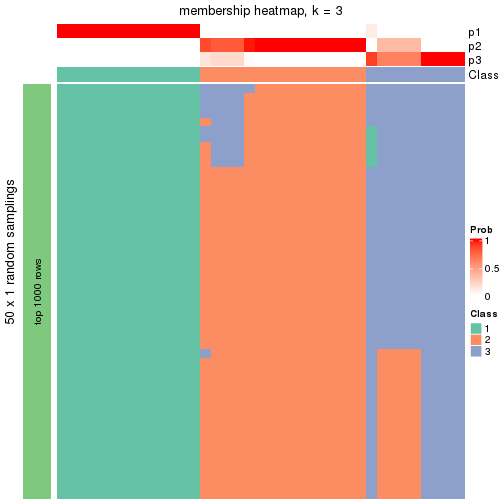 membership heatmap, k = 3
p1
p2
p3
Class
50 x 1 random samplings
top 1000 rows
Prob
1
0.5
0
Class
1
2
3